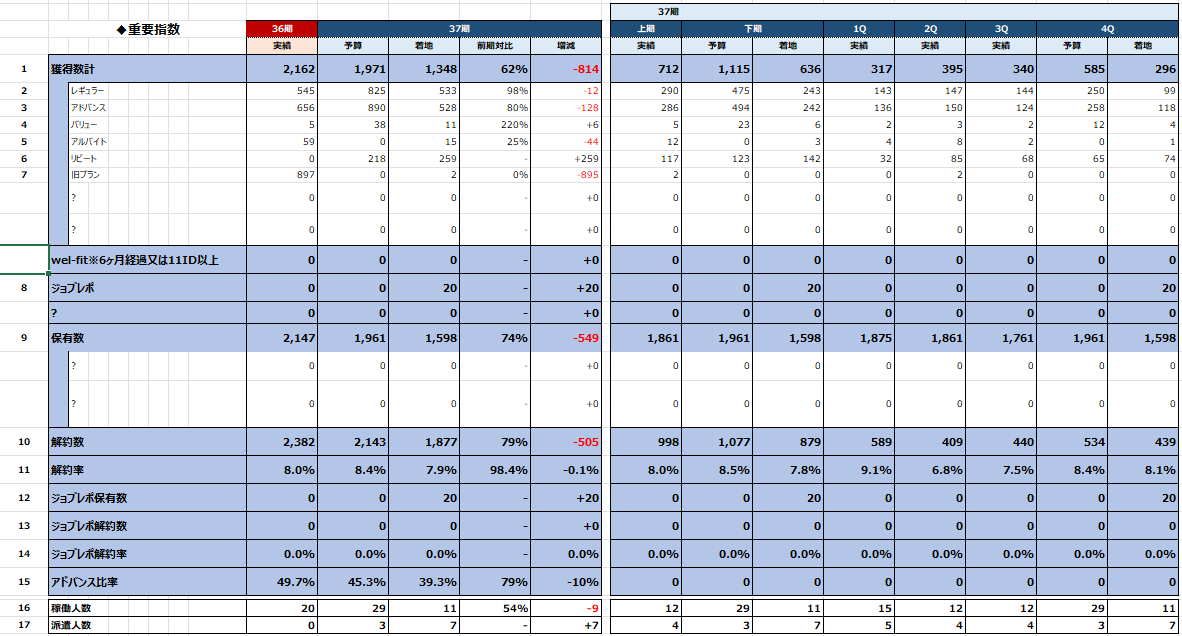 37期
◆重要指数 36期 37期 上期 下期 1Q 2Q 3Q 4Q
実績 予算 着地 前期対比 増減 実績 予算 着地 実績 実績 実績 予算 着地
1 獲得数計 2,162 1,971 1,348 62% -814 712 1,115 636 317 395 340 585 296
2 レギュラー 545 825 533 98% -12 290 475 243 143 147 144 250 99
3 アドバンス 656 890 528 80% -128 286 494 242 136 150 124 258 118
4 バリュー 5 38 11 220% +6 5 23 6 2 3 2 12 4
5 アルバイト 59 0 15 25% -44 12 0 3 4 8 2 0 1
6 リピート 0 218 259 - +259 117 123 142 32 85 68 65 74
7 旧プラン 897 0 2 0% -895 2 0 0 0 2 0 0 0
? 0 0 0 - +0 0 0 0 0 0 0 0 0
? 0 0 0 - +0 0 0 0 0 0 0 0 0
wel-fit※6ヶ月経過又は11ID以上 0 0 0 - +0 0 0 0 0 0 0 0 0
8 ジョブレポ 0 0 20 - +20 0 0 20 0 0 0 0 20
? 0 0 0 - +0 0 0 0 0 0 0 0 0
9 保有数 2,147 1,961 1,598 74% -549 1,861 1,961 1,598 1,875 1,861 1,761 1,961 1,598
? 0 0 0 - +0 0 0 0 0 0 0 0 0
? 0 0 0 - +0 0 0 0 0 0 0 0 0
10 解約数 2,382 2,143 1,877 79% -505 998 1,077 879 589 409 440 534 439
11 解約率 8.0% 8.4% 7.9% 98.4% -0.1% 8.0% 8.5% 7.8% 9.1% 6.8% 7.5% 8.4% 8.1%
12 ジョブレポ保有数 0 0 20 - +20 0 0 20 0 0 0 0 20
13 ジョブレポ解約数 0 0 0 - +0 0 0 0 0 0 0 0 0
14 ジョブレポ解約率 0.0% 0.0% 0.0% - 0.0% 0.0% 0.0% 0.0% 0.0% 0.0% 0.0% 0.0% 0.0%
15 アドバンス比率 49.7% 45.3% 39.3% 79% -10% 0 0 0 0 0 0 0 0
16 稼働人数 20 29 11 54% -9 12 29 11 15 12 12 29 11
17 派遣人数 0 3 7 - +7 4 3 7 5 4 4 3 7